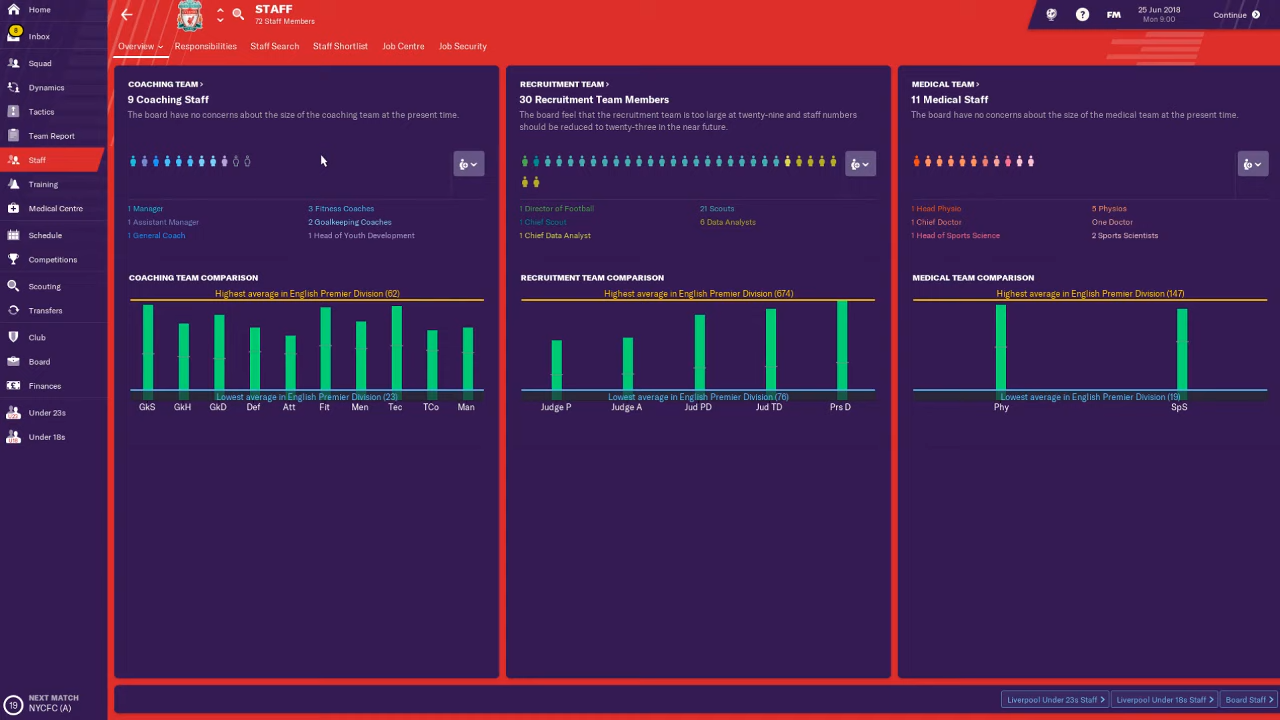 Home
8
Inbox
Squad
Dynamics
Tactics
Team Report
Staff
Training
Medical Centre
Schedule
Competitions
Scouting
Transfers
Club
Board
Finances
Under 23s
Under 18s
19
NEXT MATCH
NYCFC (A)
STAFF
72 Staff Members
?
FM
25 Jun 2018
Mon 9:00
Continue
Overview
Responsibilities
Staff Search
Staff Shortlist
Job Centre
Job Security
COACHING TEAM >
9 Coaching Staff
The board have no concerns about the size of the coaching team at the present time.
1 Manager
3 Fitness Coaches
1 Assistant Manager
2 Goalkeeping Coaches
1 General Coach
1 Head of Youth Development
COACHING TEAM COMPARISON
Highest average in English Premier Division (62)
Lowest average in English Premier Division (23)
GkS GkH GkD Def Att Fit Men Tec TCo Man
RECRUITMENT TEAM >
30 Recruitment Team Members
The board feel that the recruitment team is too large at twenty-nine and staff numbers
should be reduced to twenty-three in the near future.
1 Director of Football
21 Scouts
1 Chief Scout
6 Data Analysts
1 Chief Data Analyst
RECRUITMENT TEAM COMPARISON
Highest average in English Premier Division (674)
Lowest average in English Premier Division (76)
Judge P Judge A Jud PD Jud TD Prs D
MEDICAL TEAM >
11 Medical Staff
The board have no concerns about the size of the medical team at the present time.
1 Head Physio
5 Physios
1 Chief Doctor
One Doctor
1 Head of Sports Science
2 Sports Scientists
MEDICAL TEAM COMPARISON
Highest average in English Premier Division (147)
Lowest average in English Premier Division (19)
Phy SpS
Liverpool Under 23s Staff >
Liverpool Under 18s Staff >
Board Staff >